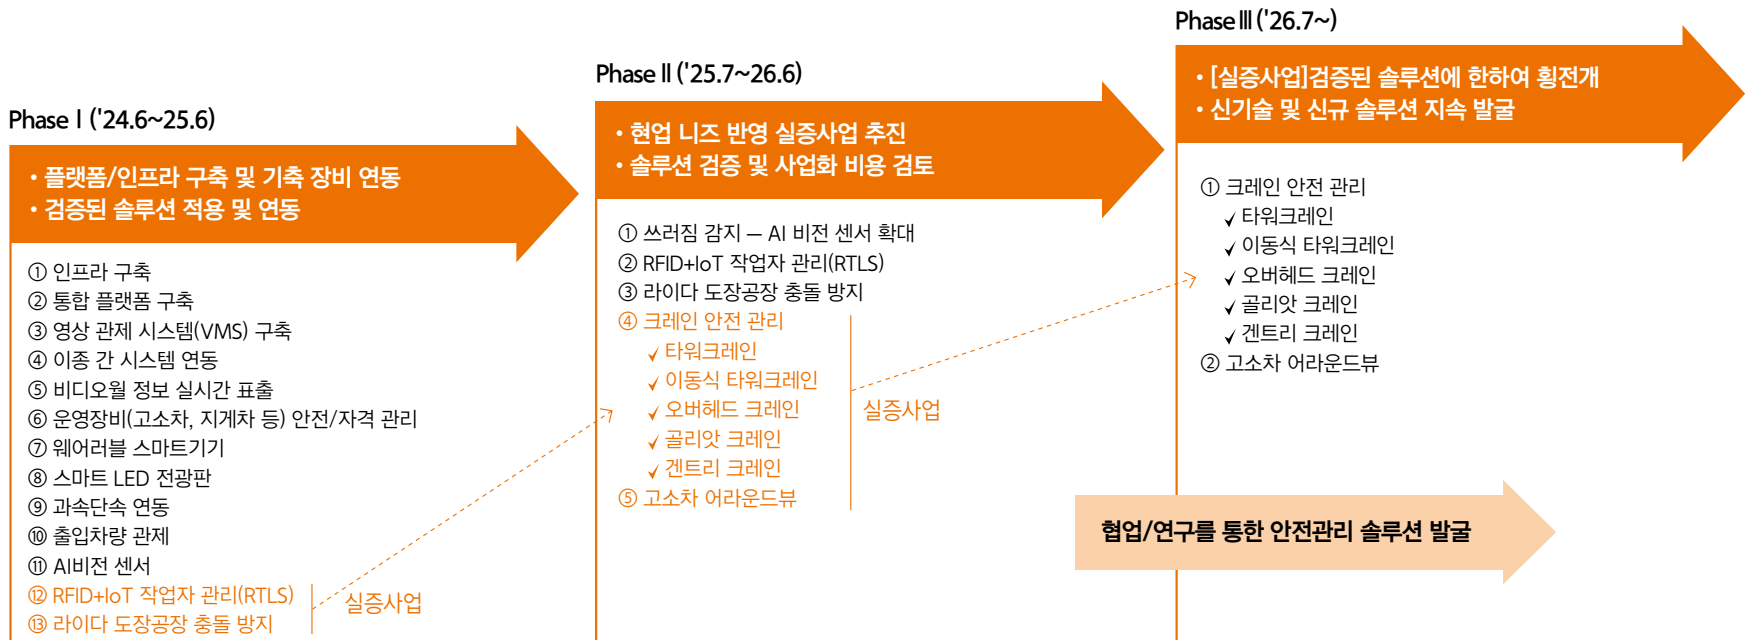 Phase Ⅰ ('24.6~25.6)
• 플랫폼/인프라 구축 및 기축 장비 연동
• 검증된 솔루션 적용 및 연동
① 인프라 구축
② 통합 플랫폼 구축
③ 영상 관제 시스템(VMS) 구축
④ 이종 간 시스템 연동
⑤ 비디오월 정보 실시간 표출
⑥ 운영장비(고소차, 지게차 등) 안전/자격 관리
⑦ 웨어러블 스마트기기
⑧ 스마트 LED 전광판
⑨ 과속단속 연동
⑩ 출입차량 관제
⑪ AI비전 센서
⑫ RFID+IoT 작업자 관리(RTLS)
⑬ 라이다 도장공장 충돌 방지
실증사업
Phase Ⅱ ('25.7~26.6)
• 현업 니즈 반영 실증사업 추진
• 솔루션 검증 및 사업화 비용 검토
① 쓰러짐 감지 – AI 비전 센서 확대
② RFID+IoT 작업자 관리(RTLS)
③ 라이다 도장공장 충돌 방지
④ 크레인 안전 관리
✓ 타워크레인
✓ 이동식 타워크레인
✓ 오버헤드 크레인
✓ 골리앗 크레인
✓ 겐트리 크레인
⑤ 고소차 어라운드뷰
실증사업
Phase Ⅲ ('26.7~)
• [실증사업]검증된 솔루션에 한하여 횡전개
• 신기술 및 신규 솔루션 지속 발굴
① 크레인 안전 관리
✓ 타워크레인
✓ 이동식 타워크레인
✓ 오버헤드 크레인
✓ 골리앗 크레인
✓ 겐트리 크레인
② 고소차 어라운드뷰
협업/연구를 통한 안전관리 솔루션 발굴